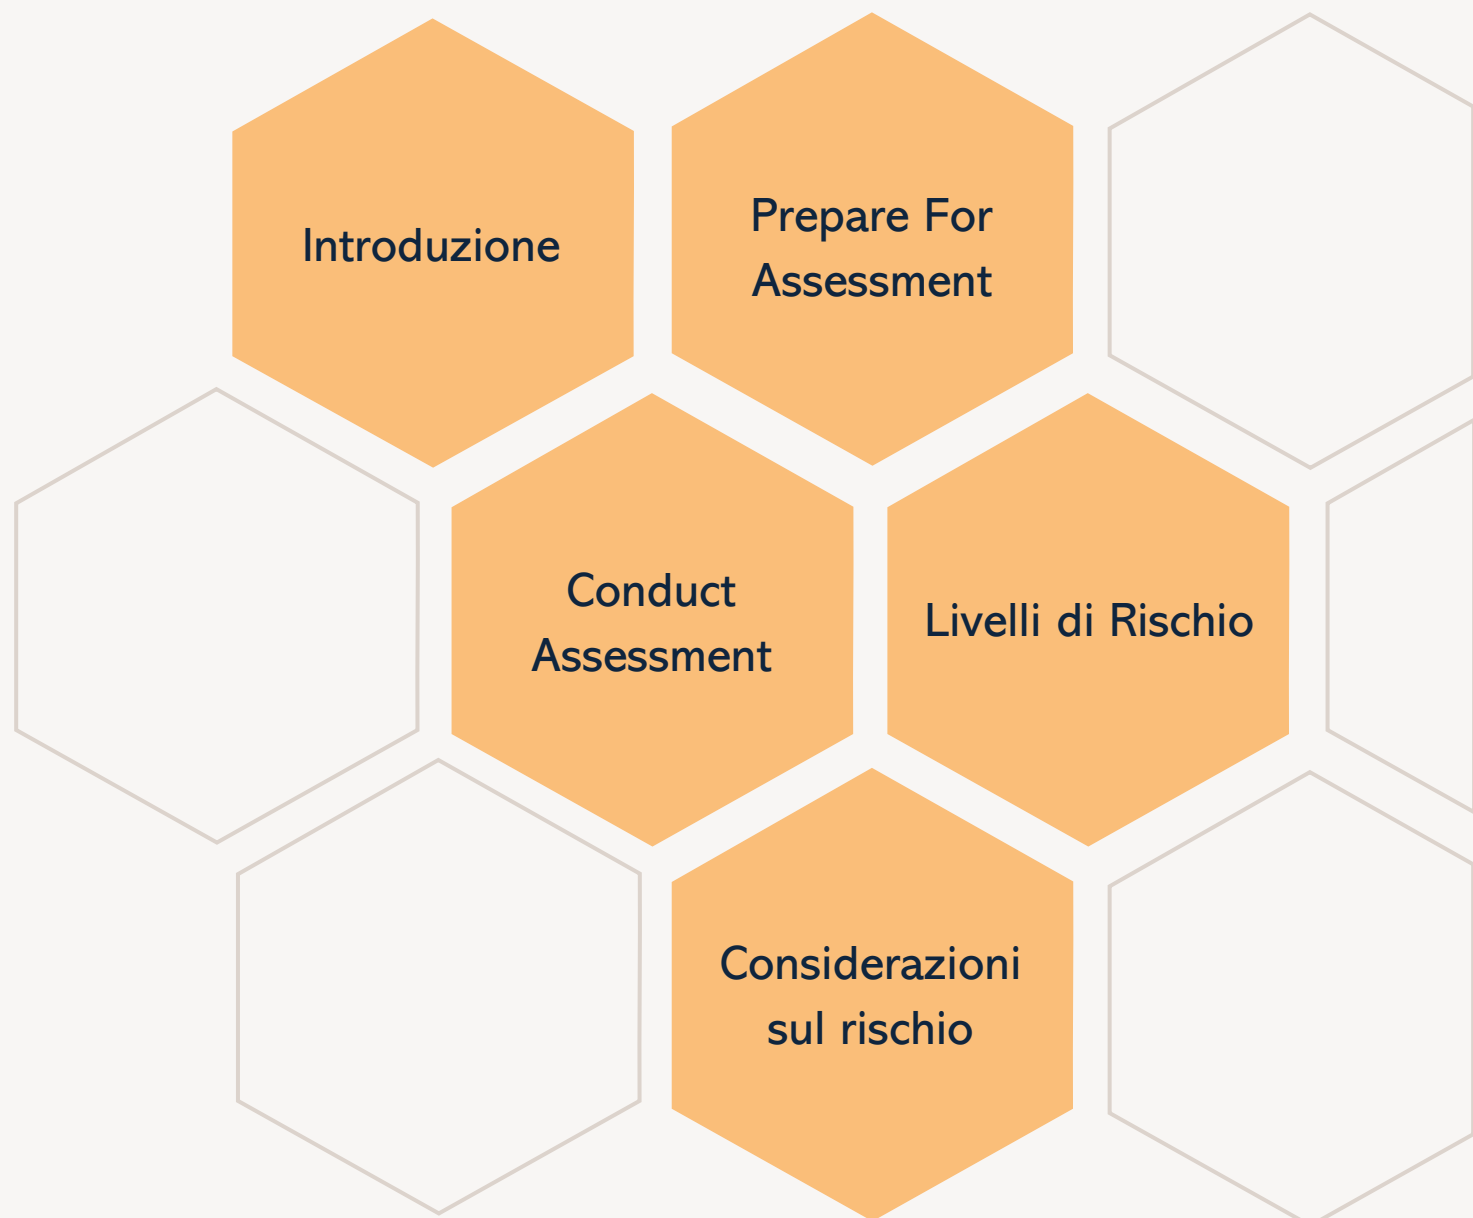 Introduzione
Prepare For
Assessment
Conduct
Assessment
Livelli di Rischio
Considerazioni
sul rischio